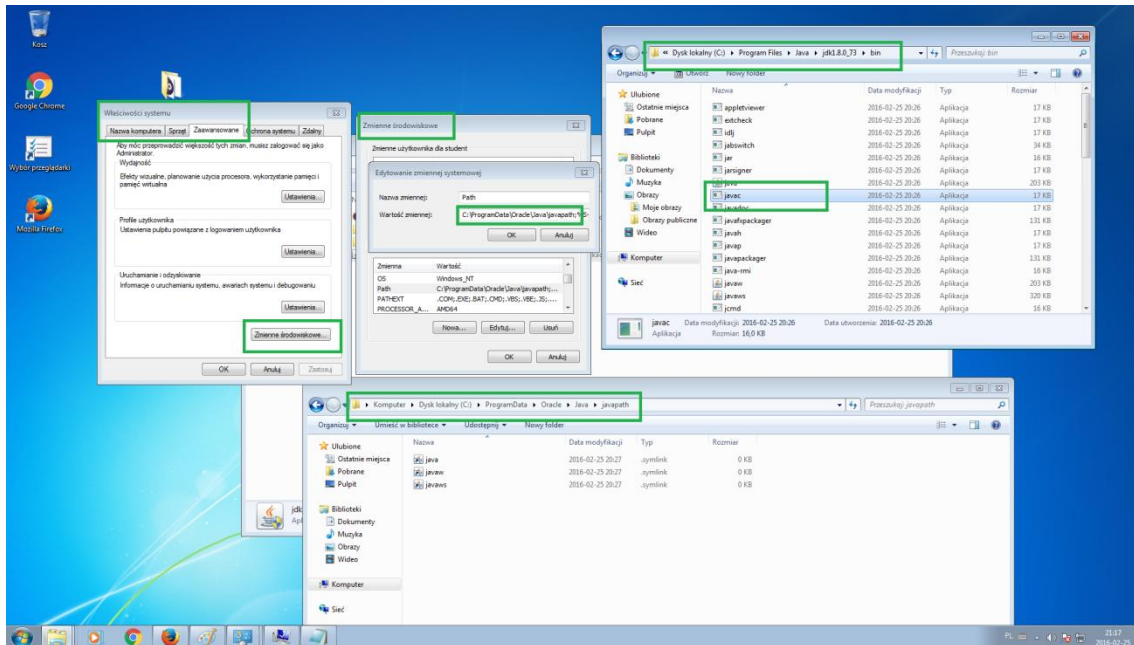 Kosz
Google Chrome
Wybór przeglądarki
Mozilla Firefox
Właściwości systemu
Nazwa komputera Sprzęt Zaawansowane Ochrona systemu Zdalny
Aby móc przeprowadzić większość tych zmian, musisz zalogować się jako
Administrator.
Wydajność
Efekty wizualne, planowanie użycia procesora, wykorzystanie pamięci i
pamięć wirtualna
Ustawienia...
Profile użytkownika
Ustawienia pulpitu powiązane z logowaniem użytkownika
Ustawienia...
Uruchamianie i odzyskiwanie
Informacje o uruchamianiu systemu, awariach systemu i debugowaniu
Ustawienia...
Zmienne środowiskowe...
OK Anuluj Zastosuj
Zmienne środowiskowe
Zmienne użytkownika dla student
Edytowanie zmiennej systemowej
Nazwa zmiennej: Path
Wartość zmiennej: C:\ProgramData\Oracle\Java\javapath;
OK Anuluj
Zmienna Wartość
OS Windows_NT
Path C:\ProgramData\Oracle\Java\javapath;...
PATHEXT .COM;.EXE;.BAT;.CMD;.VBS;.VBE;.JS;....
PROCESSOR_A... AMD64
Nowa... Edytuj... Usuń
OK Anuluj
« Dysk lokalny (C:) Program Files Java jdk1.8.0_73 bin
Przeszukaj: bin
Organizuj Otwórz Nowy folder
Ulubione
Ostatnie miejsca
Pobrane
Pulpit
Biblioteki
Dokumenty
Muzyka
Obrazy
Moje obrazy
Obrazy publiczne
Wideo
Komputer
Sieć
Nazwa Data modyfikacji Typ Rozmiar
appletviewer 2016-02-25 20:26 Aplikacja 17 KB
extcheck 2016-02-25 20:26 Aplikacja 17 KB
idlj 2016-02-25 20:26 Aplikacja 17 KB
jabswitch 2016-02-25 20:26 Aplikacja 34 KB
jar 2016-02-25 20:26 Aplikacja 16 KB
jarsigner 2016-02-25 20:26 Aplikacja 17 KB
java 2016-02-25 20:26 Aplikacja 203 KB
javac 2016-02-25 20:26 Aplikacja 17 KB
javadoc 2016-02-25 20:26 Aplikacja 17 KB
javafxpackager 2016-02-25 20:26 Aplikacja 131 KB
javah 2016-02-25 20:26 Aplikacja 17 KB
javap 2016-02-25 20:26 Aplikacja 17 KB
javapackager 2016-02-25 20:26 Aplikacja 131 KB
java-rmi 2016-02-25 20:26 Aplikacja 16 KB
javaw 2016-02-25 20:26 Aplikacja 203 KB
javaws 2016-02-25 20:26 Aplikacja 320 KB
jcmd 2016-02-25 20:26 Aplikacja 16 KB
javac Data modyfikacji: 2016-02-25 20:26 Data utworzenia: 2016-02-25 20:26
Aplikacja Rozmiar: 16,0 KB
Komputer Dysk lokalny (C:) ProgramData Oracle Java javapath
Przeszukaj: javapath
Organizuj Umieść w bibliotece Udostępnij Nowy folder
Ulubione
Ostatnie miejsca
Pobrane
Pulpit
Biblioteki
Dokumenty
Muzyka
Obrazy
Wideo
Komputer
Sieć
Nazwa Data modyfikacji Typ Rozmiar
java 2016-02-25 20:27 .symlink 0 KB
javaw 2016-02-25 20:27 .symlink 0 KB
javaws 2016-02-25 20:27 .symlink 0 KB
jdk
Apl
PL 21:17
2016-02-25